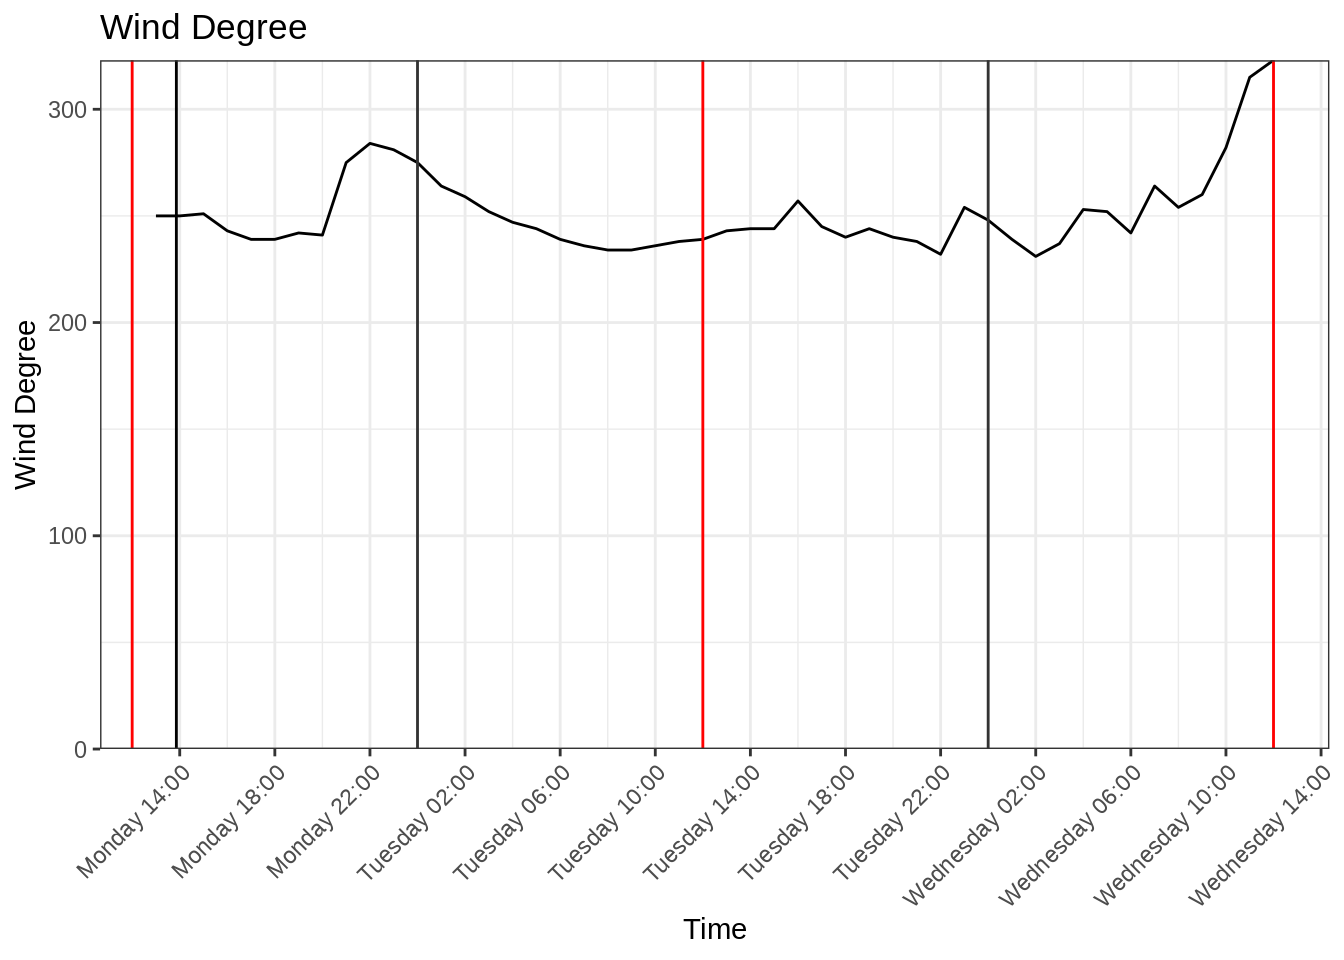 Wind Degree
Wind Degree
300
200
100
0
Monday 14:00
Monday 18:00
Monday 22:00
Tuesday 02:00
Tuesday 06:00
Tuesday 10:00
Tuesday 14:00
Tuesday 18:00
Tuesday 22:00
Wednesday 02:00
Wednesday 06:00
Wednesday 10:00
Wednesday 14:00
Time